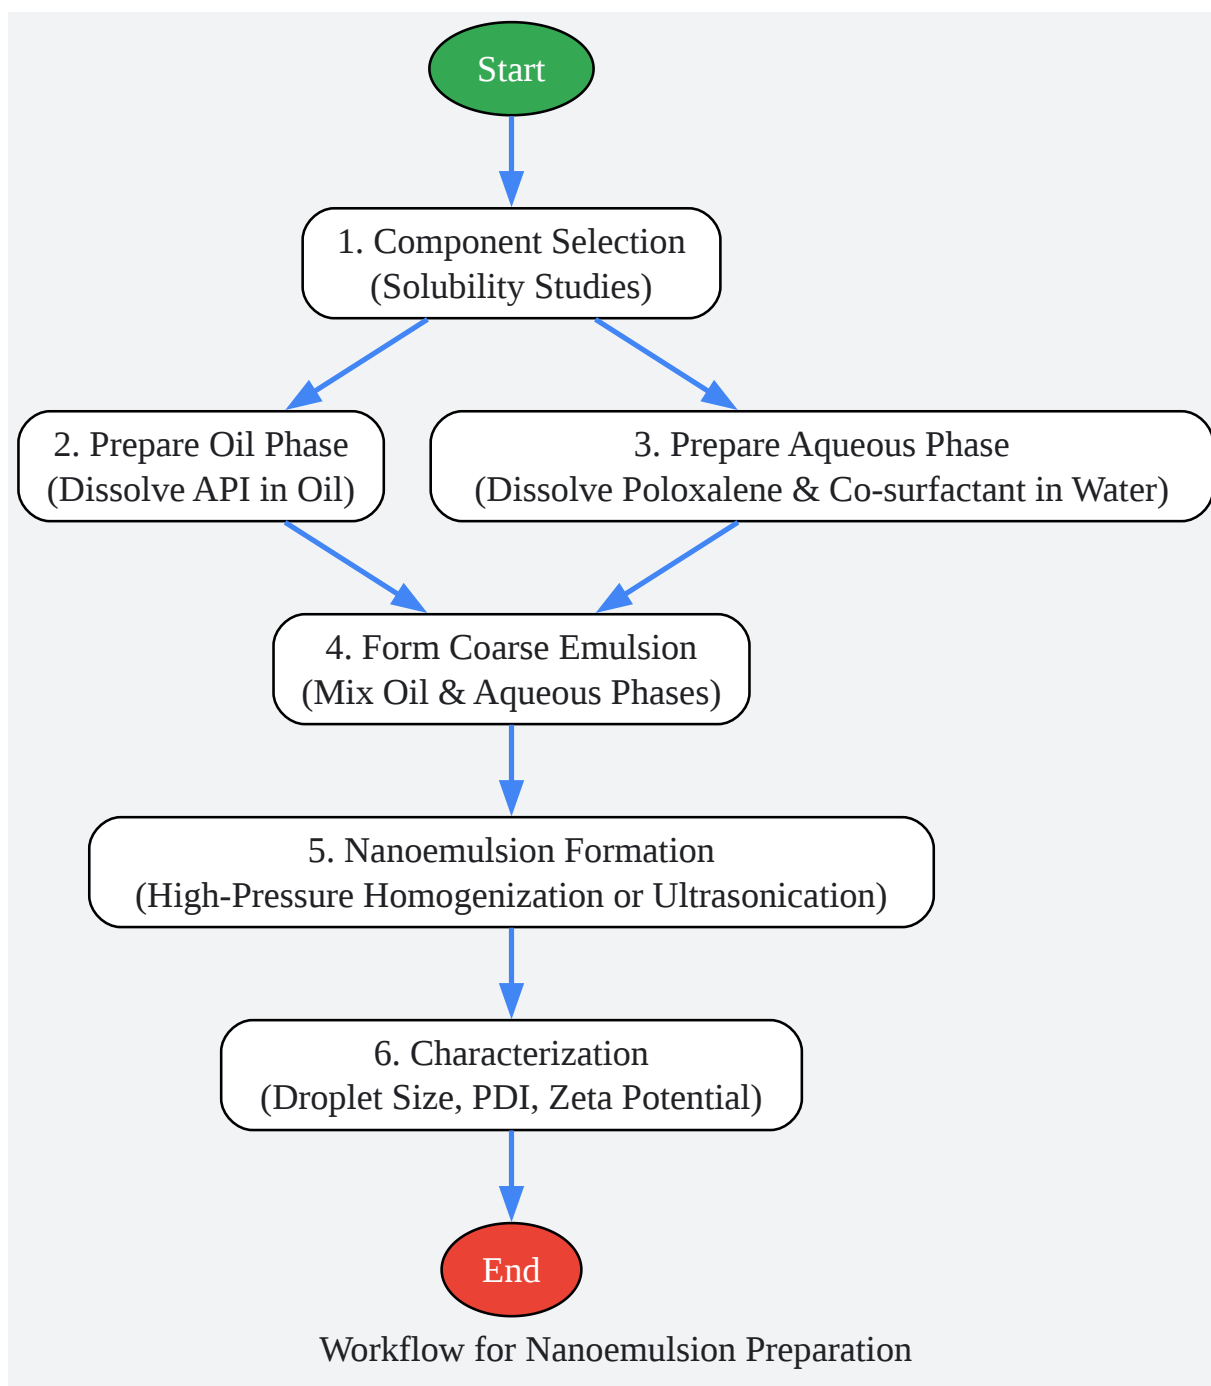 Start
1. Component Selection
(Solubility Studies)
2. Prepare Oil Phase
(Dissolve API in Oil)
3. Prepare Aqueous Phase
(Dissolve Poloxalene & Co-surfactant in Water)
4. Form Coarse Emulsion
(Mix Oil & Aqueous Phases)
5. Nanoemulsion Formation
(High-Pressure Homogenization or Ultrasonication)
6. Characterization
(Droplet Size, PDI, Zeta Potential)
End
Workflow for Nanoemulsion Preparation